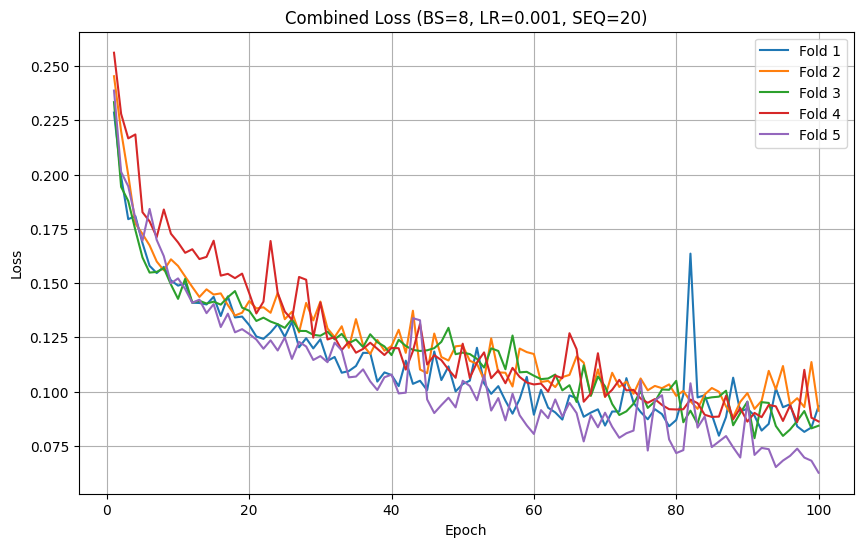 Combined Loss (BS=8, LR=0.001, SEQ=20)
Fold 1
Fold 2
Fold 3
Fold 4
Fold 5
0.250
0.225
0.200
0.175
0.150
0.125
0.100
0.075
Loss
0 20 40 60 80 100
Epoch